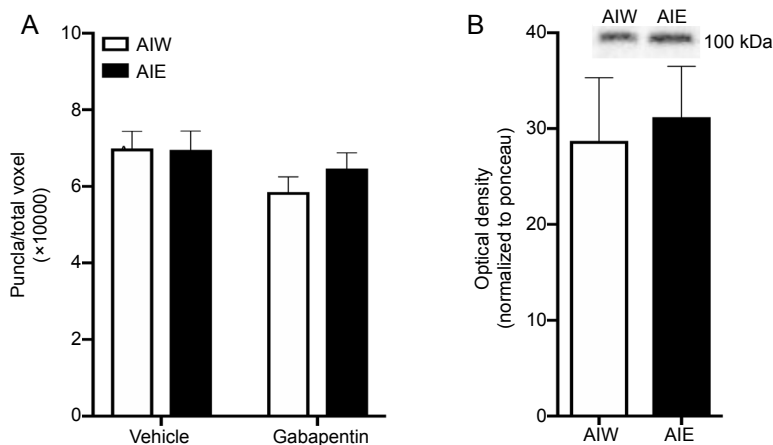 A
AIW
AIE
Puncla/total voxel
(×10000)
10
8
6
4
2
0
Vehicle
Gabapentin
B
AIW AIE
100 kDa
Optical density
(normalized to ponceau)
40
30
20
10
0
AIW
AIE